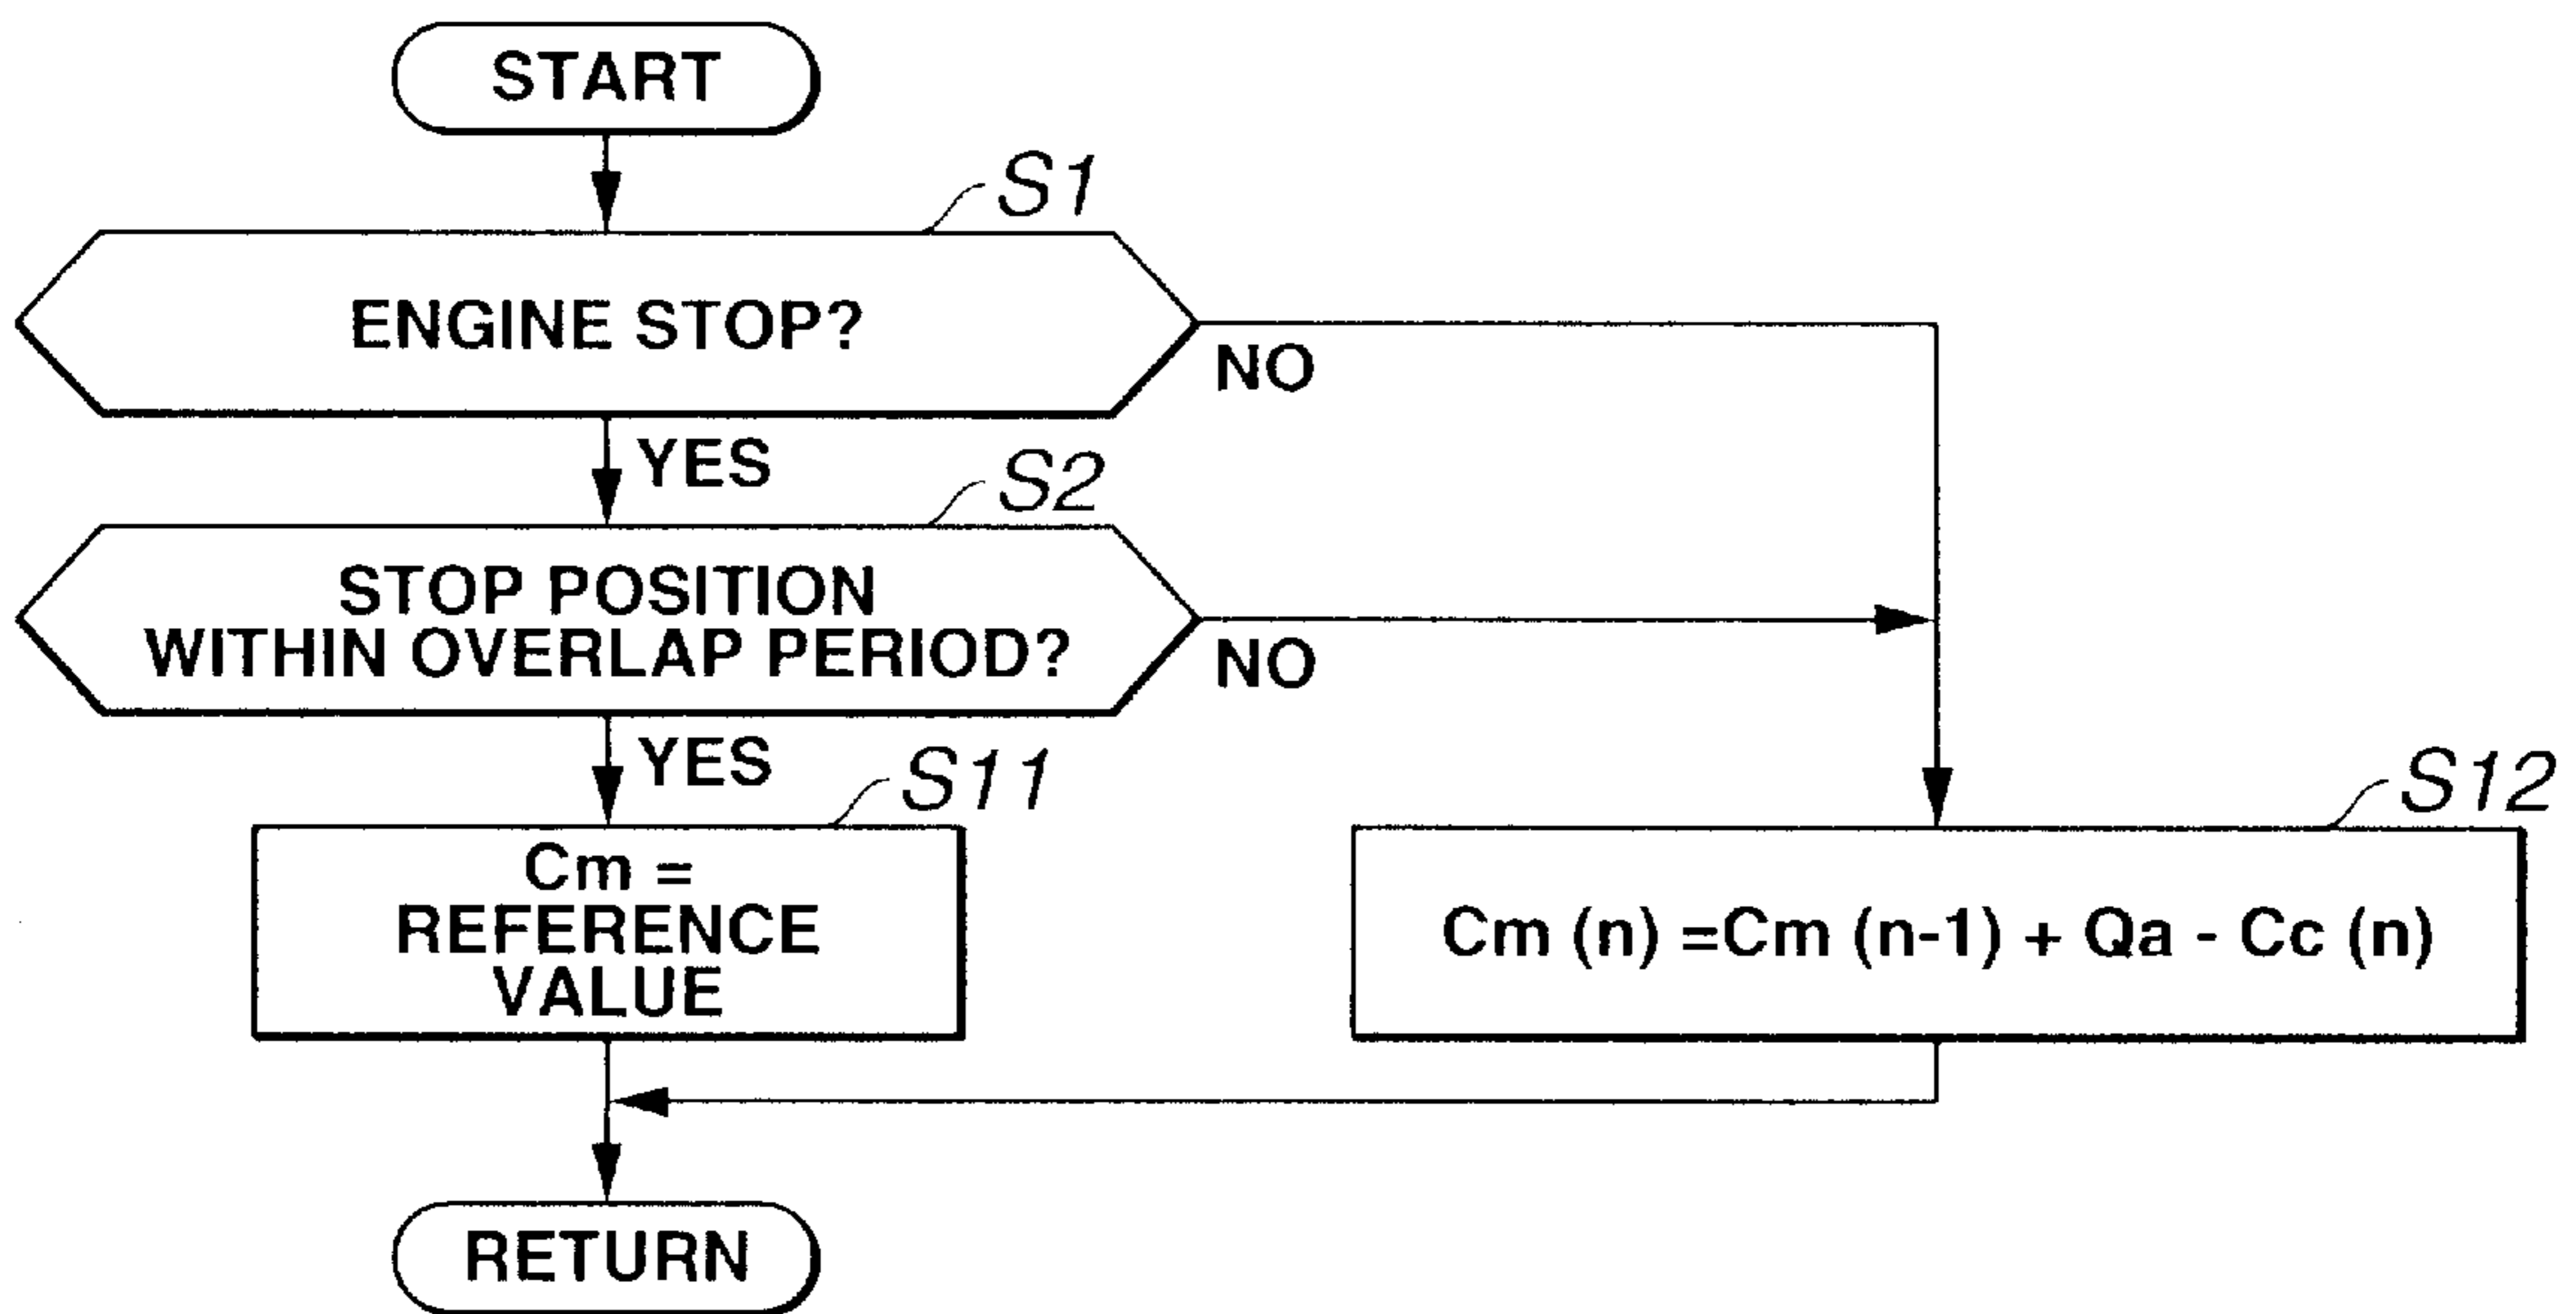 START
S1
ENGINE STOP?
NO
YES
S2
STOP POSITION
WITHIN OVERLAP PERIOD?
NO
YES
S11
S12
Cm =
REFERENCE
VALUE
Cm (n) =Cm (n-1) + Qa - Cc (n)
RETURN